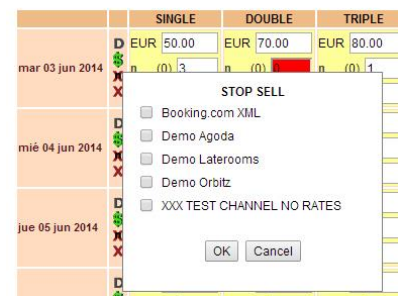 SINGLE DOUBLE TRIPLE
D EUR 50.00 EUR 70.00 EUR 80.00
mar 03 jun 2014 $ n (0) 3 n (0) 0 n (0) 1
X
STOP SELL
Booking.com XML
Demo Agoda
D
mié 04 jun 2014 $ Demo Laterooms
X Demo Orbitz
XXX TEST CHANNEL NO RATES
D
jue 05 jun 2014 $
X
OK Cancel
D